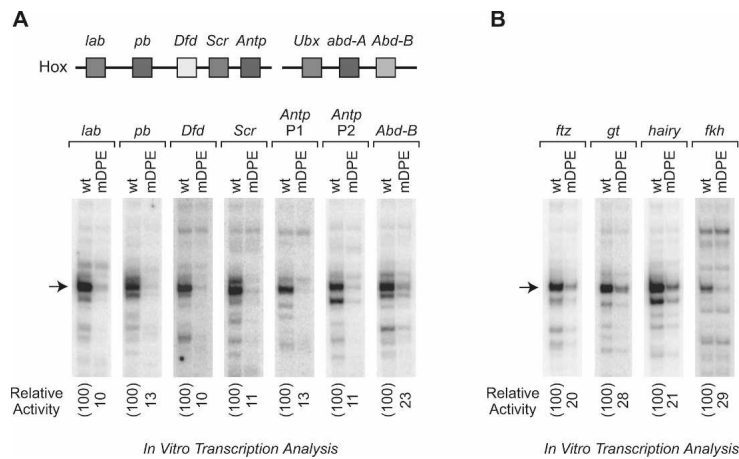 A
lab pb Dfd Scr Antp Ubx abd-A Abd-B
Hox
lab pb Dfd Scr Antp P1 Antp P2 Abd-B
wt mDPE wt mDPE wt mDPE wt mDPE wt mDPE wt mDPE wt mDPE
Relative Activity (100) 10 (100) 13 (100) 10 (100) 11 (100) 13 (100) 11 (100) 23
In Vitro Transcription Analysis
B
ftz gt hairy fkh
wt mDPE wt mDPE wt mDPE wt mDPE
Relative Activity (100) 20 (100) 28 (100) 21 (100) 29
In Vitro Transcription Analysis